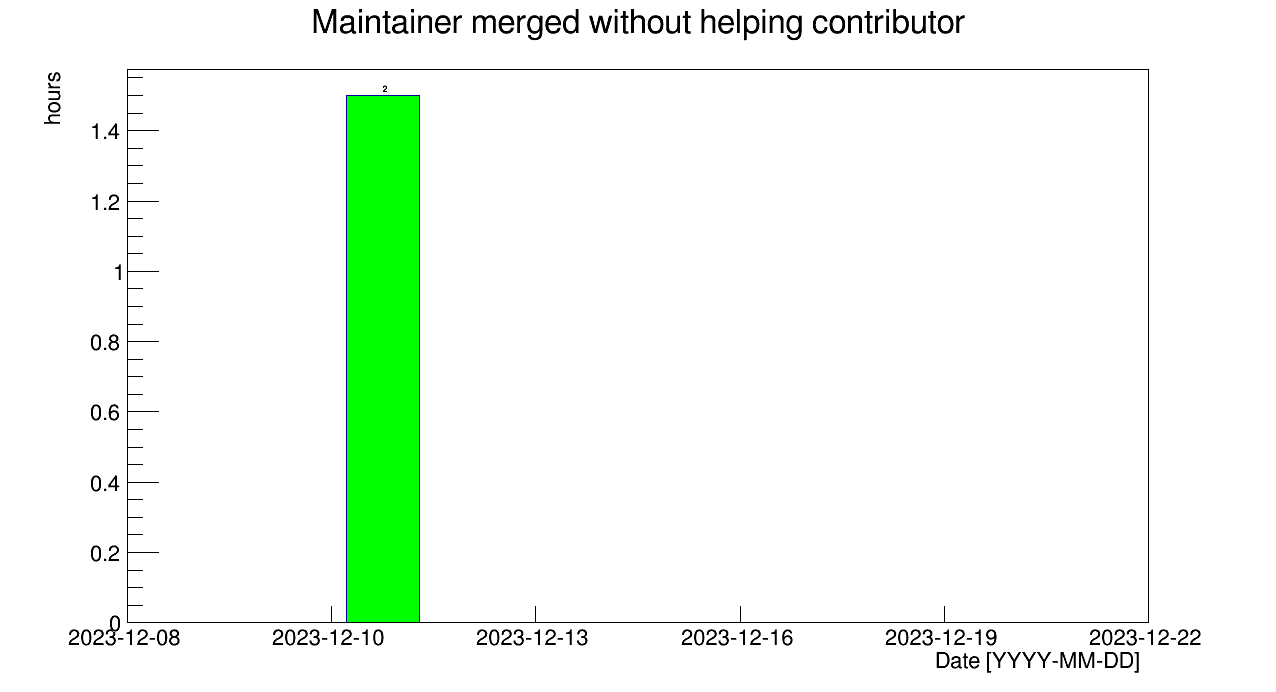 Maintainer merged without helping contributor
hours
2
1.4
1.2
1
0.8
0.6
0.4
0.2
0
2023-12-08 2023-12-10 2023-12-13 2023-12-16 2023-12-19 2023-12-22
Date [YYYY-MM-DD]